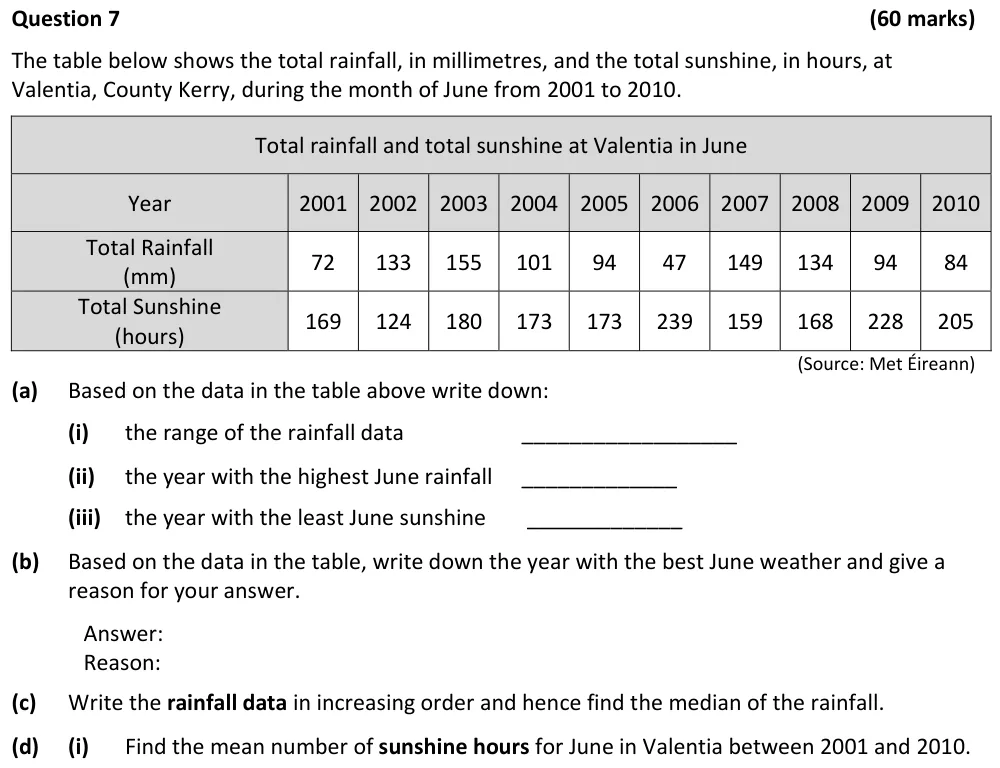 Question 7 (60 marks)
The table below shows the total rainfall, in millimetres, and the total sunshine, in hours, at
Valentia, County Kerry, during the month of June from 2001 to 2010.
Total rainfall and total sunshine at Valentia in June
Year 2001 2002 2003 2004 2005 2006 2007 2008 2009 2010
Total Rainfall
(mm) 72 133 155 101 94 47 149 134 94 84
Total Sunshine
(hours) 169 124 180 173 173 239 159 168 228 205
(Source: Met Éireann)
(a) Based on the data in the table above write down:
(i) the range of the rainfall data __________________
(ii) the year with the highest June rainfall _____________
(iii) the year with the least June sunshine _____________
(b) Based on the data in the table, write down the year with the best June weather and give a
reason for your answer.
Answer:
Reason:
(c) Write the rainfall data in increasing order and hence find the median of the rainfall.
(d) (i) Find the mean number of sunshine hours for June in Valentia between 2001 and 2010.